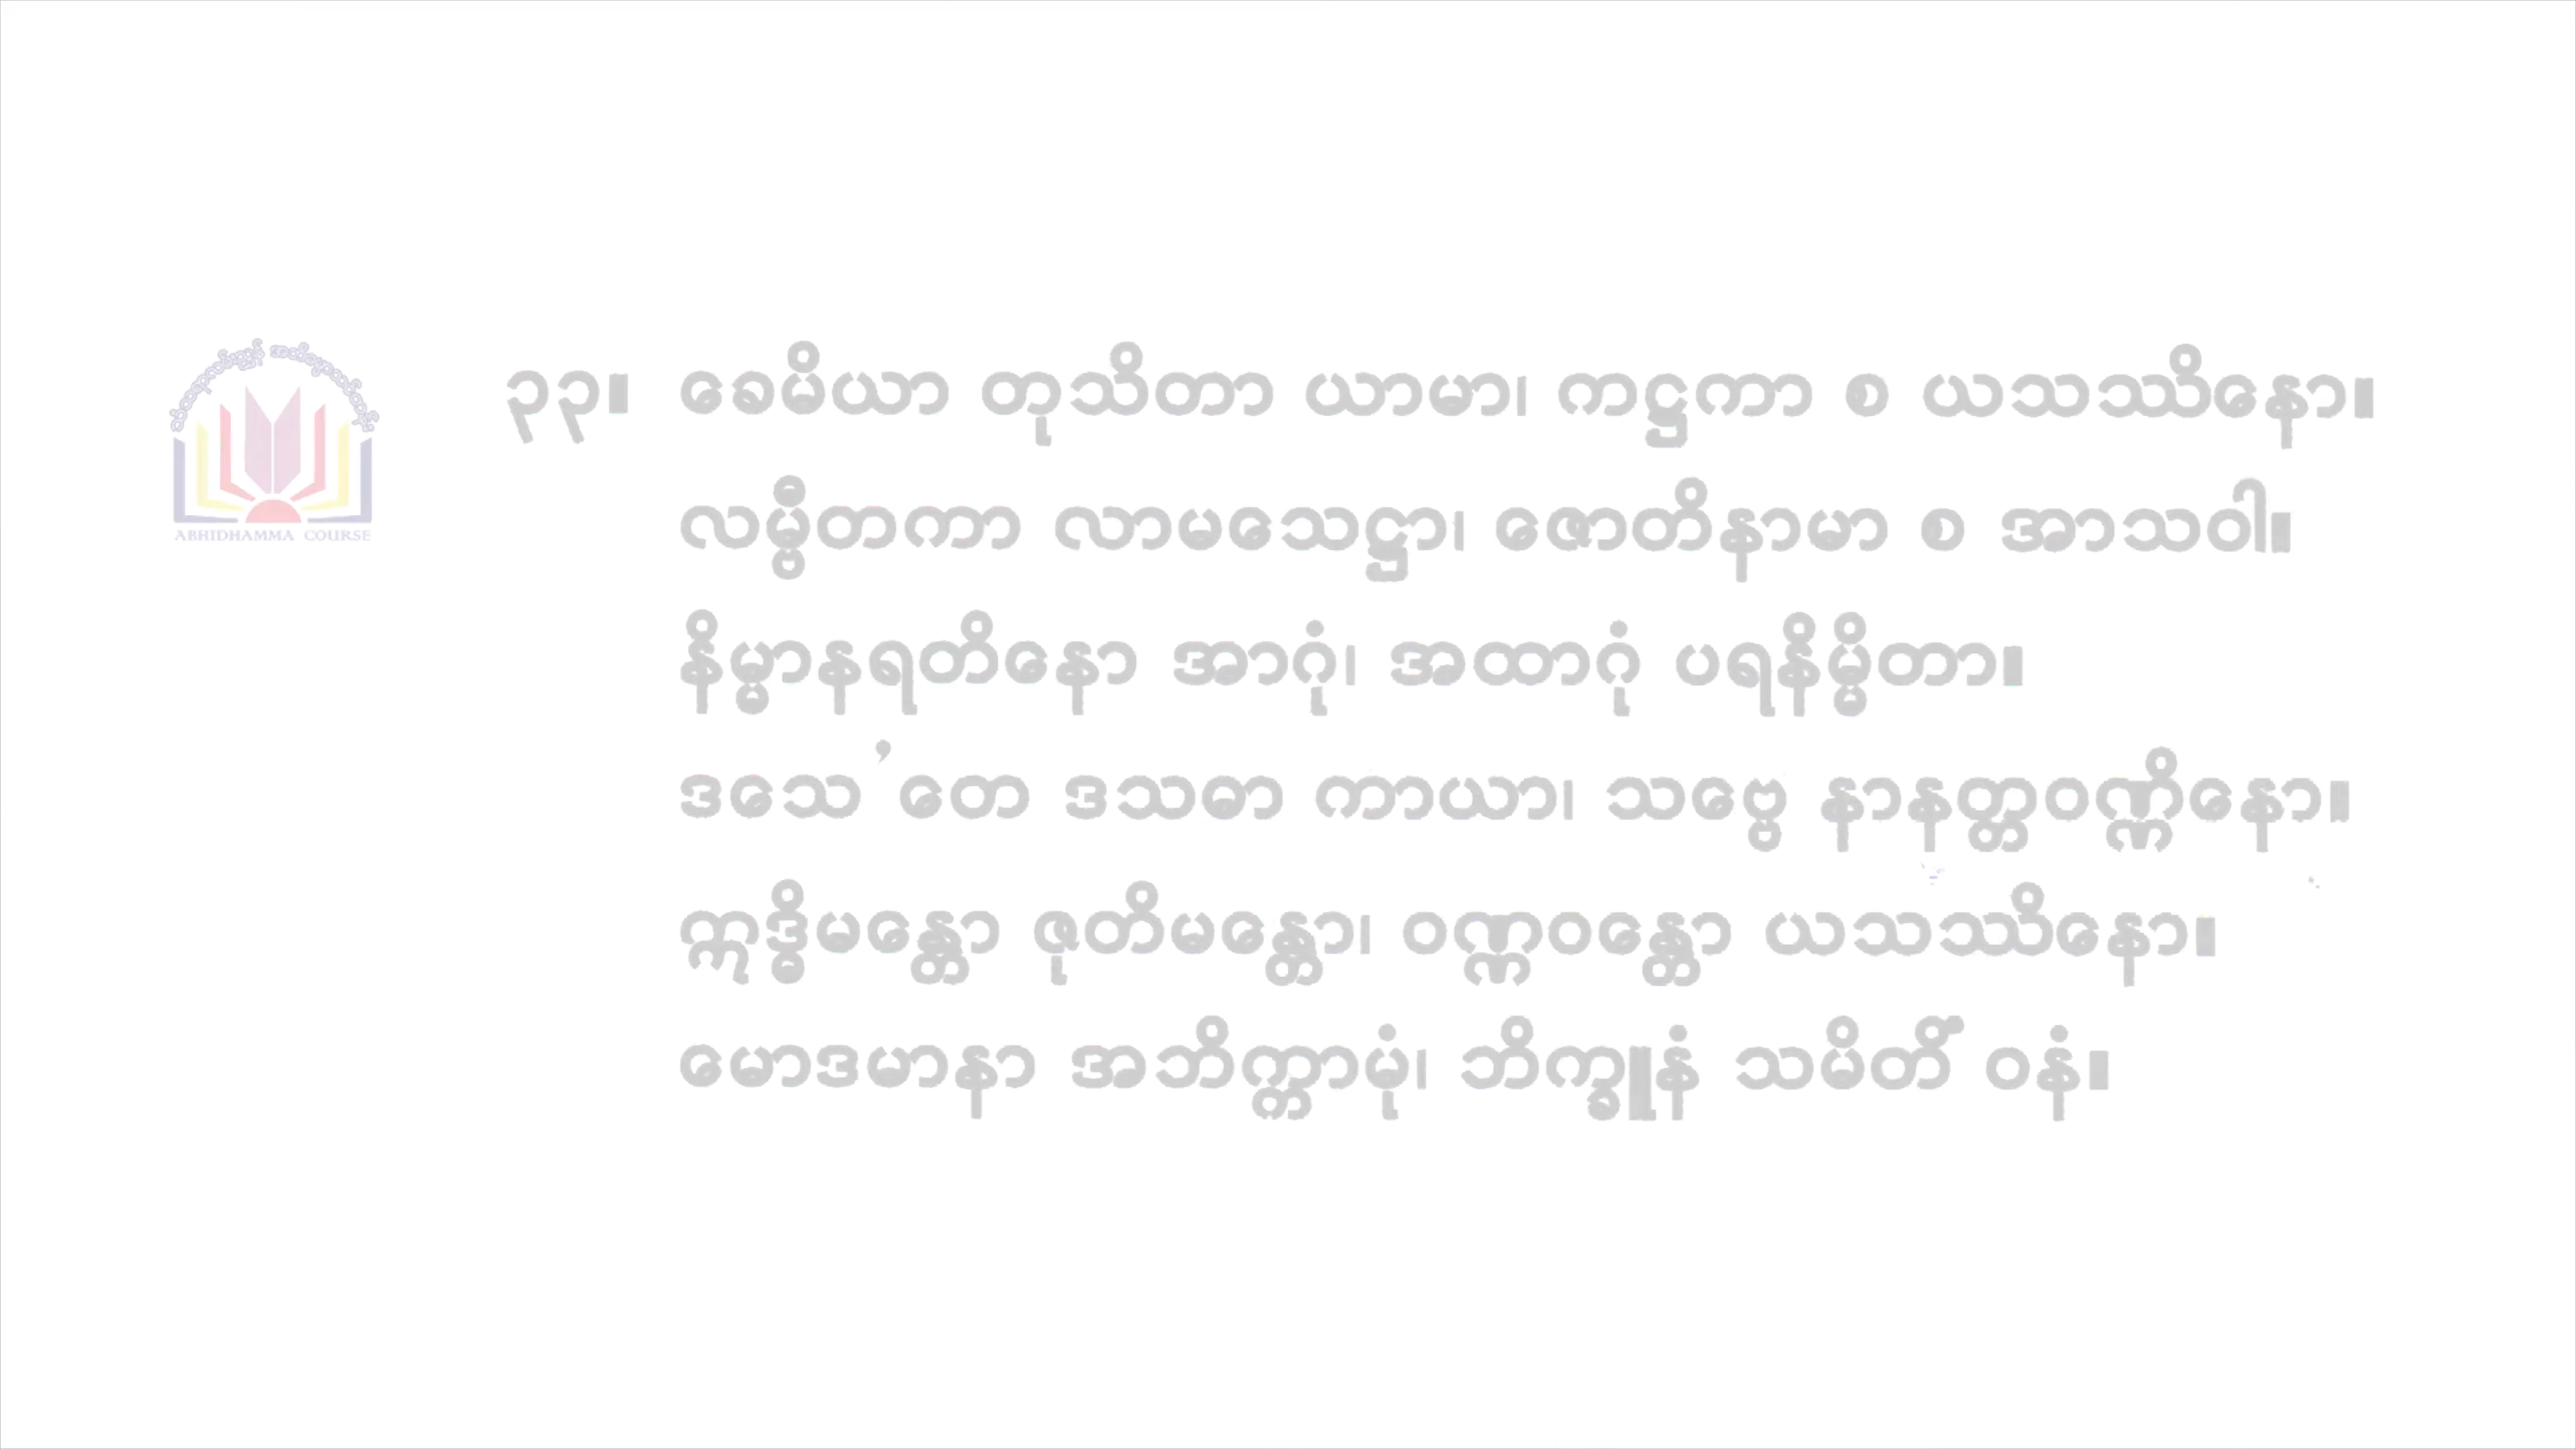 ၃၃။ ခေမိယာ တုသိတာ ယာမာ၊ ကဋ္ဌကာ စ ယသဿိနော။
လမ္ဗိတကာ လာမသေဋ္ဌာ၊ ဇောတိနာမာ စ အာသဝါ။
နိမ္မာနရတိနော အာဂုံ၊ အထာဂုံ ပရနိမ္မိတာ။
ဒသေ’တေ ဒသဓာ ကာယာ၊ သဗ္ဗေ နာနတ္တဝဏ္ဏိနော။
ဣဒ္ဓိမန္တော ဇုတိမန္တော၊ ဝဏ္ဏဝန္တော ယသဿိနော။
မောဒမာနာ အဘိက္ကာမုံ၊ ဘိက္ခူနံ သမိတိံ ဝနံ။
ABHIDHAMMA COURSE